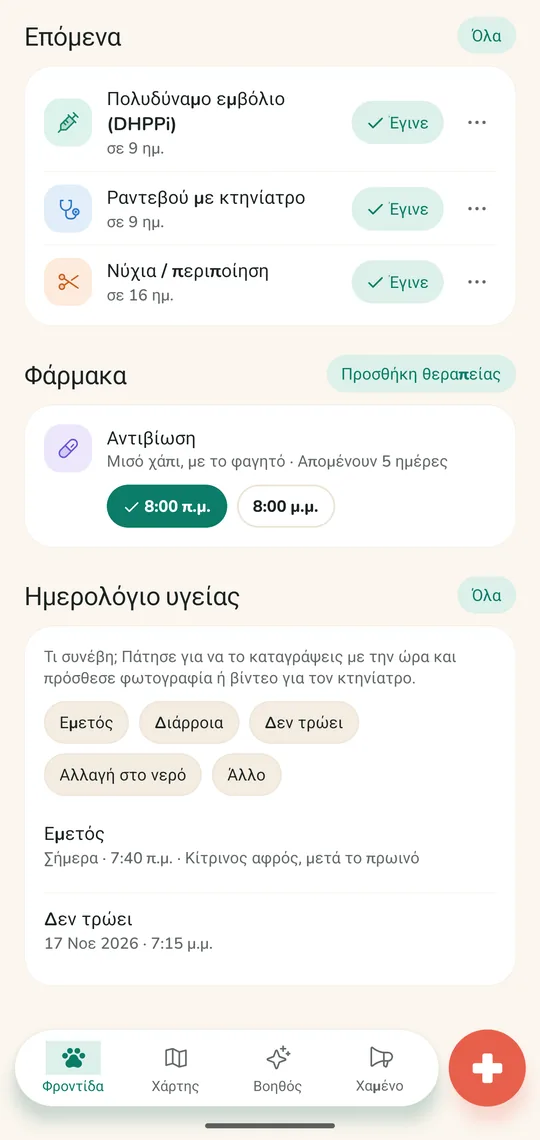 Επόμενα
Όλα
Πολυδύναμο εμβόλιο
(DHPPi)
σε 9 ημ.
Έγινε
Ραντεβού με κτηνίατρο
σε 9 ημ.
Έγινε
Νύχια / περιποίηση
σε 16 ημ.
Έγινε
Φάρμακα
Προσθήκη θεραπείας
Αντιβίωση
Μισό χάπι, με το φαγητό · Απομένουν 5 ημέρες
8:00 π.μ.
8:00 μ.μ.
Ημερολόγιο υγείας
Όλα
Τι συνέβη; Πάτησε για να το καταγράψεις με την ώρα και
πρόσθεσε φωτογραφία ή βίντεο για τον κτηνίατρο.
Εμετός
Διάρροια
Δεν τρώει
Αλλαγή στο νερό
Άλλο
Εμετός
Σήμερα · 7:40 π.μ. · Κίτρινος αφρός, μετά το πρωινό
Δεν τρώει
17 Νοε 2026 · 7:15 μ.μ.
Φροντίδα
Χάρτης
Βοηθός
Χαμένο